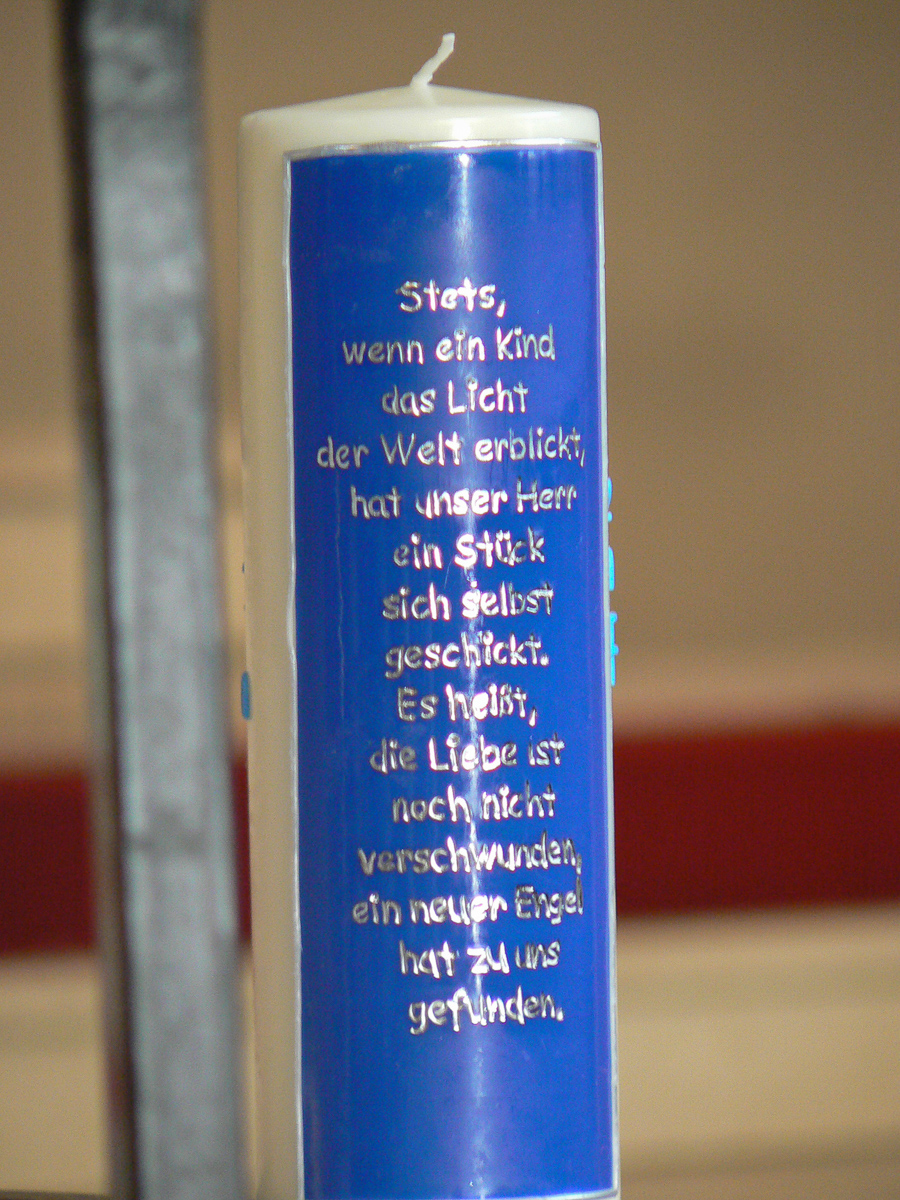 Stets,
wenn ein Kind
das Licht
der Welt erblickt,
hat unser Herr
ein Stück
sich selbst
geschickt.
Es heißt,
die Liebe ist
noch nicht
verschwunden,
ein neuer Engel
hat zu uns
gefunden.